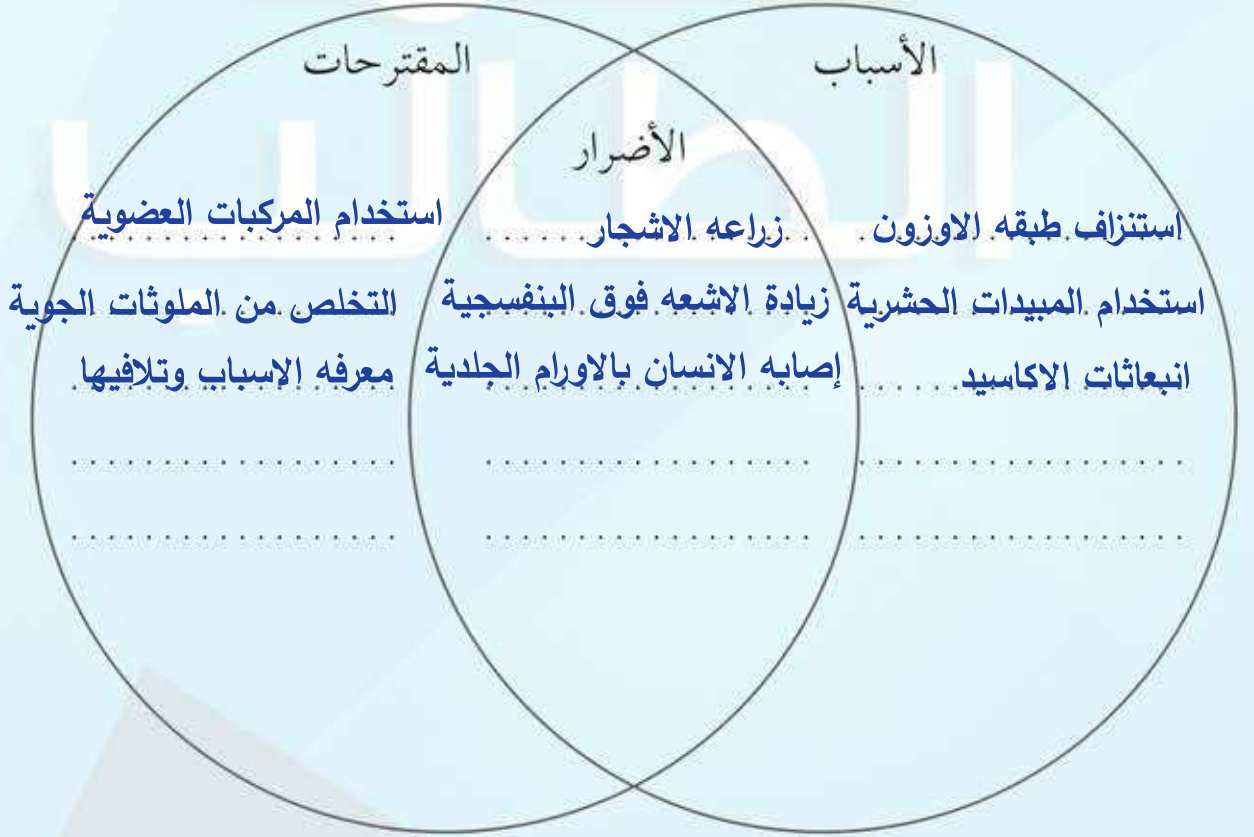 الأسباب
المقترحات
الأضرار
استنزاف طبقه الاوزون
زراعه الاشجار
استخدام المركبات العضوية
استخدام المبيدات الحشرية
زيادة الاشعه فوق البنفسجية
التخلص من الملوثات الجوية
انبعاثات الاكاسيد
إصابه الانسان بالاورام الجلدية
معرفه الاسباب وتلافيها
الطالب